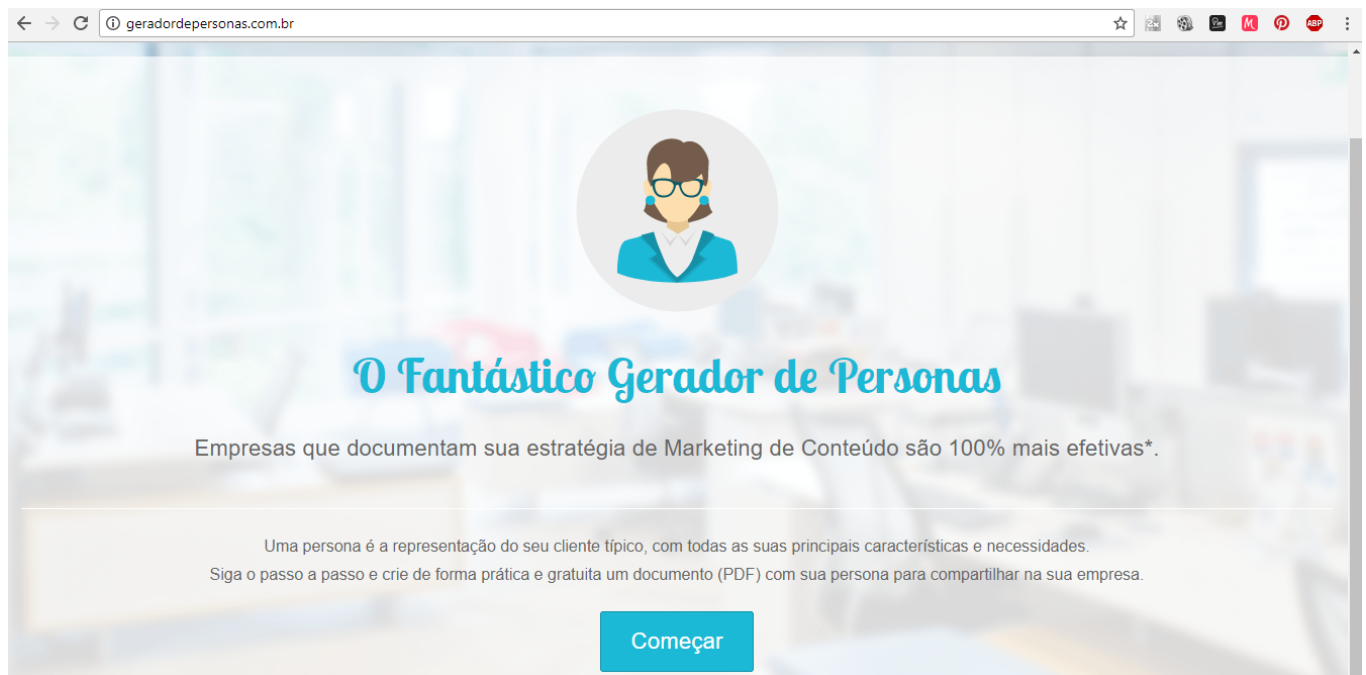 geradordepersonas.com.br
ABP
O Fantástico Gerador de Personas
Empresas que documentam sua estratégia de Marketing de Conteúdo são 100% mais efetivas*.
Uma persona é a representação do seu cliente típico, com todas as suas principais características e necessidades.
Siga o passo a passo e crie de forma prática e gratuita um documento (PDF) com sua persona para compartilhar na sua empresa.
Começar